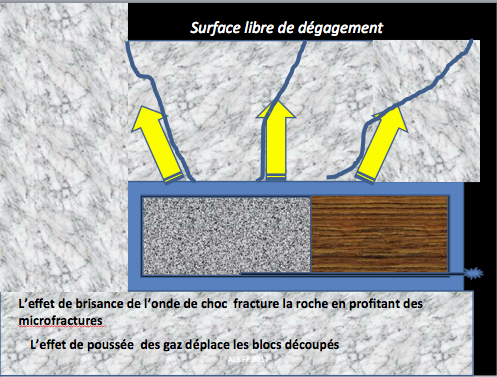 Surface libre de dégagement
L'effet de brisance de l'onde de choc fracture la roche en profitant des
microfractures
L'effet de poussée des gaz déplace les blocs découpés